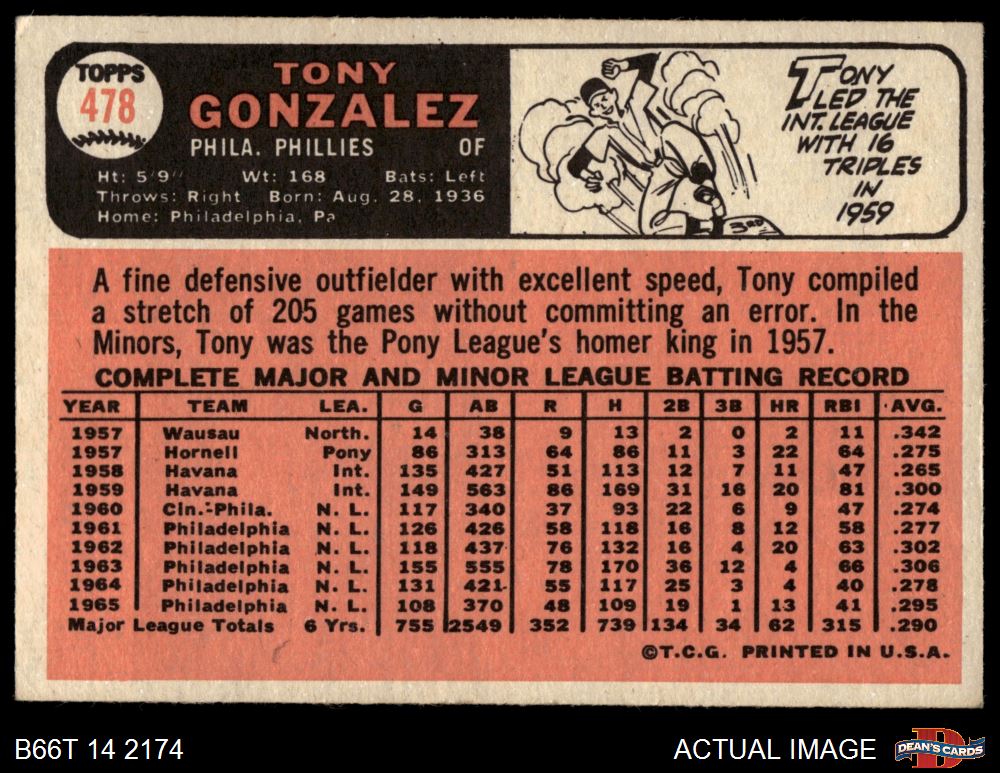 TOPPS
478
TONY
GONZALEZ
PHILA. PHILLIES OF
Ht: 5'9" Wt: 168 Bats: Left
Throws: Right Born: Aug. 28, 1936
Home: Philadelphia, Pa
TONY
LED THE
INT. LEAGUE
WITH 16
TRIPLES
IN
1959
3RD
A fine defensive outfielder with excellent speed, Tony compiled
a stretch of 205 games without committing an error. In the
Minors, Tony was the Pony League's homer king in 1957.
COMPLETE MAJOR AND MINOR LEAGUE BATTING RECORD
YEAR TEAM LEA. G AB R H 2B 3B HR RBI AVG.
1957 Wausau North. 14 38 9 13 2 0 2 11 .342
1957 Hornell Pony 86 313 64 86 11 3 22 64 .275
1958 Havana Int. 135 427 51 113 12 7 11 47 .265
1959 Havana Int. 149 563 86 169 31 16 20 81 .300
1960 Cin.-Phila. N. L. 117 340 37 93 22 6 9 47 .274
1961 Philadelphia N. L. 126 426 58 118 16 8 12 58 .277
1962 Philadelphia N. L. 118 437 76 132 16 4 20 63 .302
1963 Philadelphia N. L. 155 555 78 170 36 12 4 66 .306
1964 Philadelphia N. L. 131 421 55 117 25 3 4 40 .278
1965 Philadelphia N. L. 108 370 48 109 19 1 13 41 .295
Major League Totals 6 Yrs. 755 2549 352 739 134 34 62 315 .290
©T.C.G. PRINTED IN U.S.A.
B66T 14 2174 ACTUAL IMAGE
D
DEAN'S CARDS